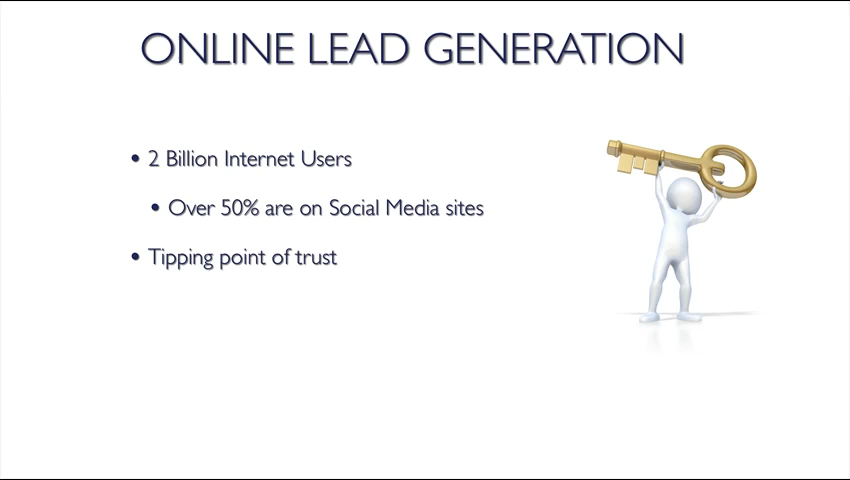 ONLINE LEAD GENERATION
• 2 Billion Internet Users
• Over 50% are on Social Media sites
• Tipping point of trust